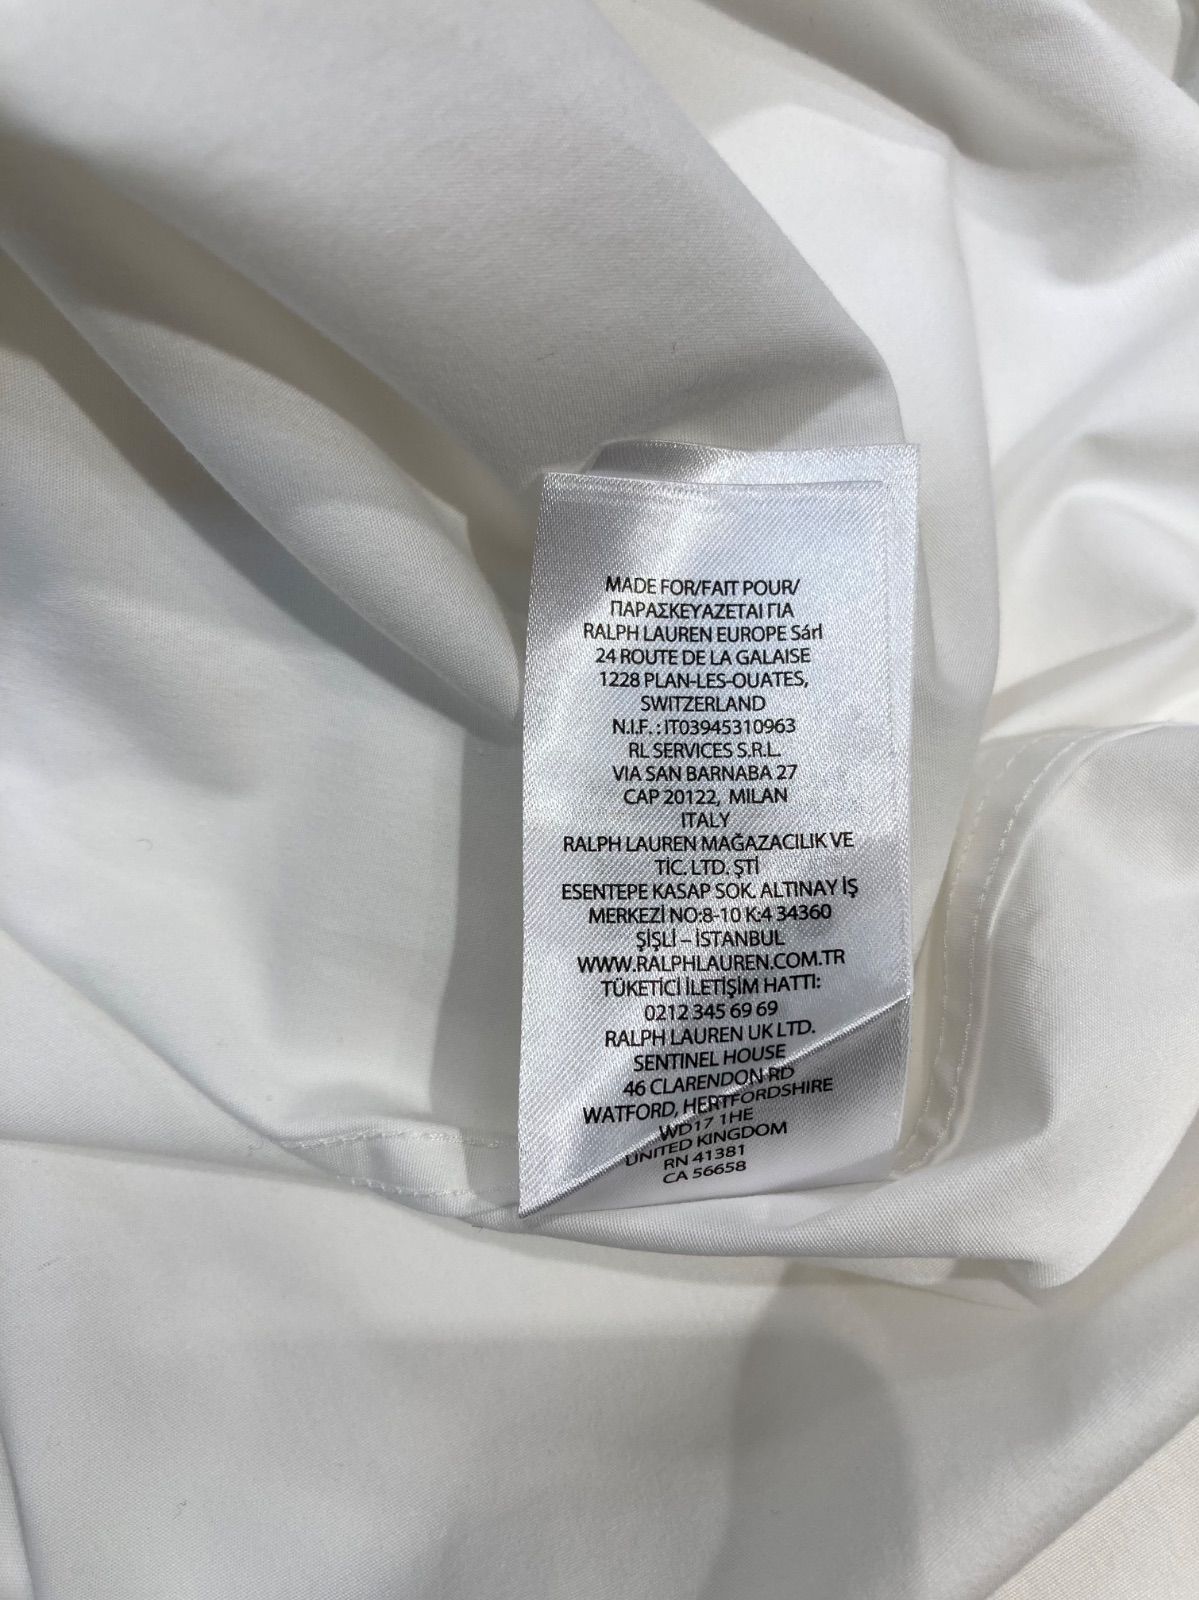 MADE FOR/FAIT POUR/
ΠΑΡΑΣΚΕΥΑΖΕΤΑΙ ΓΙΑ
RALPH LAUREN EUROPE Sárl
24 ROUTE DE LA GALAISE
1228 PLAN-LES-OUATES,
SWITZERLAND
N.I.F. : IT03945310963
RL SERVICES S.R.L.
VIA SAN BARNABA 27
CAP 20122, MILAN
ITALY
RALPH LAUREN MAĞAZACILIK VE
TİC. LTD. ŞTİ
ESENTEPE KASAP SOK. ALTINAY İŞ
MERKEZİ NO:8-10 K:4 34360
ŞİŞLİ – İSTANBUL
WWW.RALPHLAUREN.COM.TR
TÜKETİCİ İLETİŞİM HATTI:
0212 345 69 69
RALPH LAUREN UK LTD.
SENTINEL HOUSE
46 CLARENDON RD
WATFORD, HERTFORDSHIRE
WD17 1HE
UNITED KINGDOM
RN 41381
CA 56658